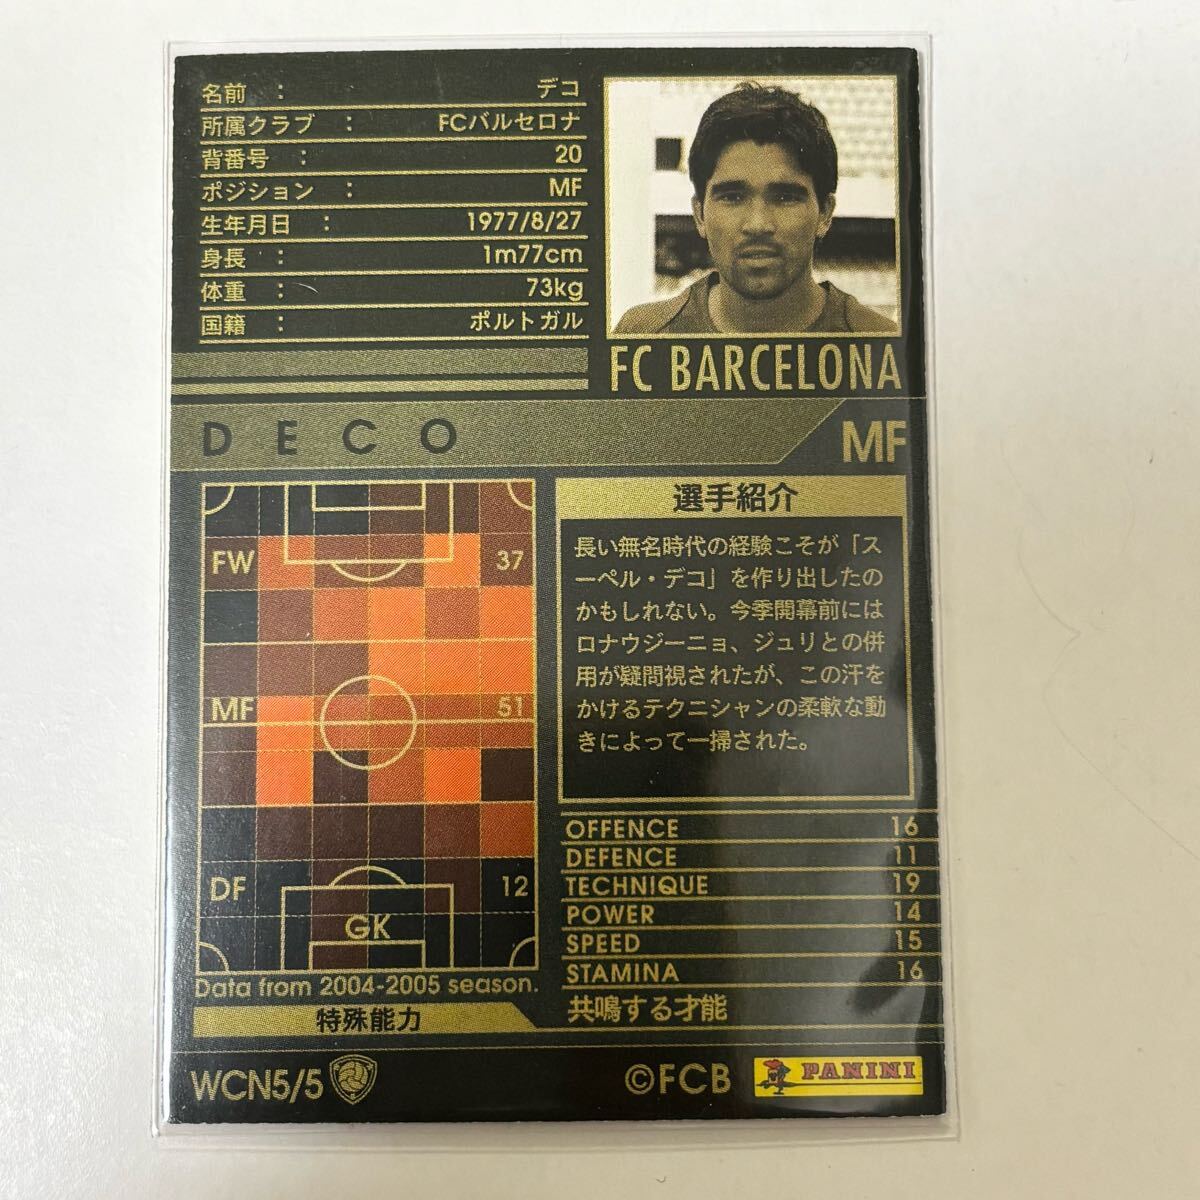 名前 : デコ
所属クラブ : FCバルセロナ
背番号 : 20
ポジション : MF
生年月日 : 1977/8/27
身長 : 1m77cm
体重 : 73kg
国籍 : ポルトガル
FC BARCELONA
DECO MF
FW 37
MF 51
DF 12
GK
Data from 2004-2005 season.
特殊能力
選手紹介
長い無名時代の経験こそが「ス
ーペル・デコ」を作り出したの
かもしれない。今季開幕前には
ロナウジーニョ、ジュリとの併
用が疑問視されたが、この汗を
かけるテクニシャンの柔軟な動
きによって一掃された。
OFFENCE 16
DEFENCE 11
TECHNIQUE 19
POWER 14
SPEED 15
STAMINA 16
共鳴する才能
WCN5/5
©FCB
PANINI